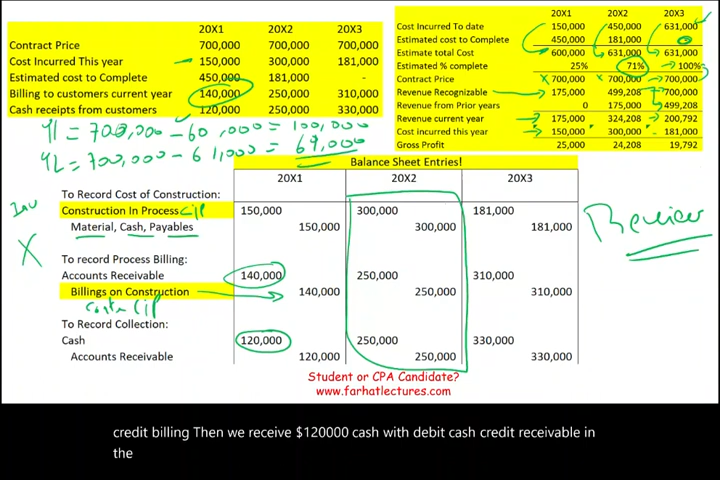 20X1 20X2 20X3
Contract Price 700,000 700,000 700,000
Cost Incurred This year 150,000 300,000 181,000
Estimated cost to Complete 450,000 181,000 -
Billing to customers current year 140,000 250,000 310,000
Cash receipts from customers 120,000 250,000 330,000
20X1 20X2 20X3
Cost Incurred To date 150,000 450,000 631,000
Estimated cost to Complete 450,000 181,000
Estimate total Cost 600,000 631,000 631,000
Estimated % complete 25% 71% 100%
Contract Price 700,000 700,000 700,000
Revenue Recognizable 175,000 499,208 700,000
Revenue from Prior years 0 175,000 499,208
Revenue current year 175,000 324,208 200,792
Cost incurred this year 150,000 300,000 181,000
Gross Profit 25,000 24,208 19,792
= 100,000
= 69,000
Balance Sheet Entries!
20X1 20X2 20X3
To Record Cost of Construction:
Construction In Process CIP 150,000 300,000 181,000
Material, Cash, Payables 150,000 300,000 181,000
To record Process Billing:
Accounts Receivable 140,000 250,000 310,000
Billings on Construction 140,000 250,000 310,000
CIP
To Record Collection:
Cash 120,000 250,000 330,000
Accounts Receivable 120,000 250,000 330,000
Inv
X
Review
Student or CPA Candidate?
www.farhatlectures.com
credit billing Then we receive $120000 cash with debit cash credit receivable in
the